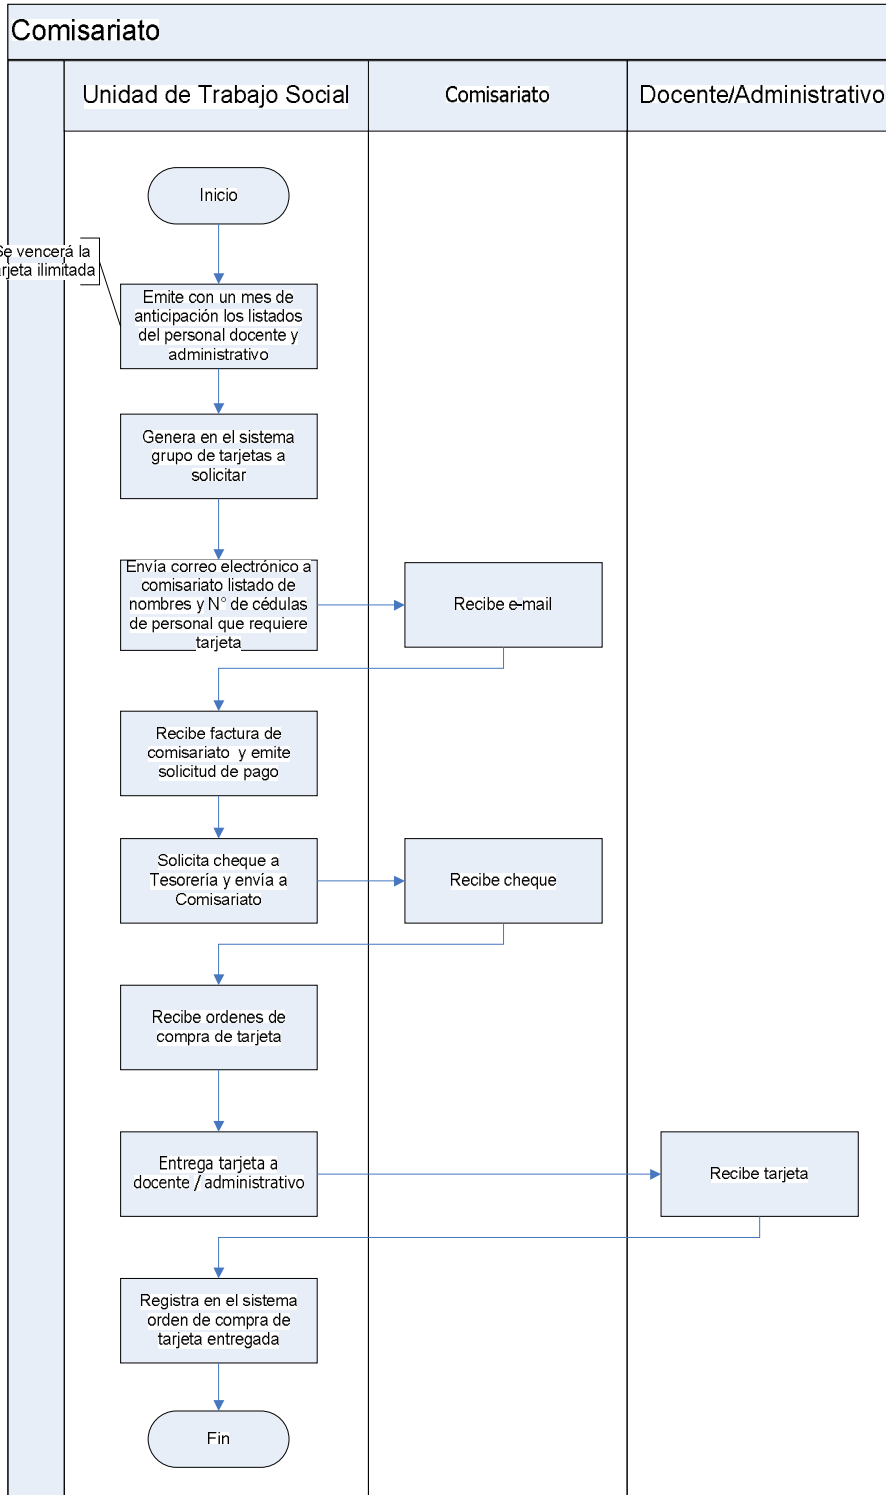 Comisariato
Unidad de Trabajo Social
Comisariato
Docente/Administrativo
Inicio
Se vencerá la
tarjeta ilimitada
Emite con un mes de
anticipación los listados
del personal docente y
administrativo
Genera en el sistema
grupo de tarjetas a
solicitar
Envía correo electrónico a
comisariato listado de
nombres y N° de cédulas
de personal que requiere
tarjeta
Recibe e-mail
Recibe factura de
comisariato y emite
solicitud de pago
Solicita cheque a
Tesorería y envía a
Comisariato
Recibe cheque
Recibe ordenes de
compra de tarjeta
Entrega tarjeta a
docente / administrativo
Recibe tarjeta
Registra en el sistema
orden de compra de
tarjeta entregada
Fin